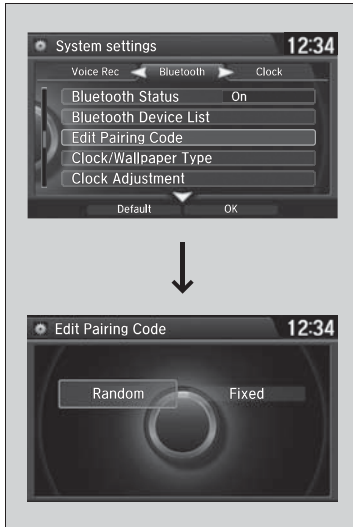 System settings 12:34
Voice Rec Bluetooth Clock
Bluetooth Status On
Bluetooth Device List
Edit Pairing Code
Clock/Wallpaper Type
Clock Adjustment
Default OK
Edit Pairing Code 12:34
Random Fixed